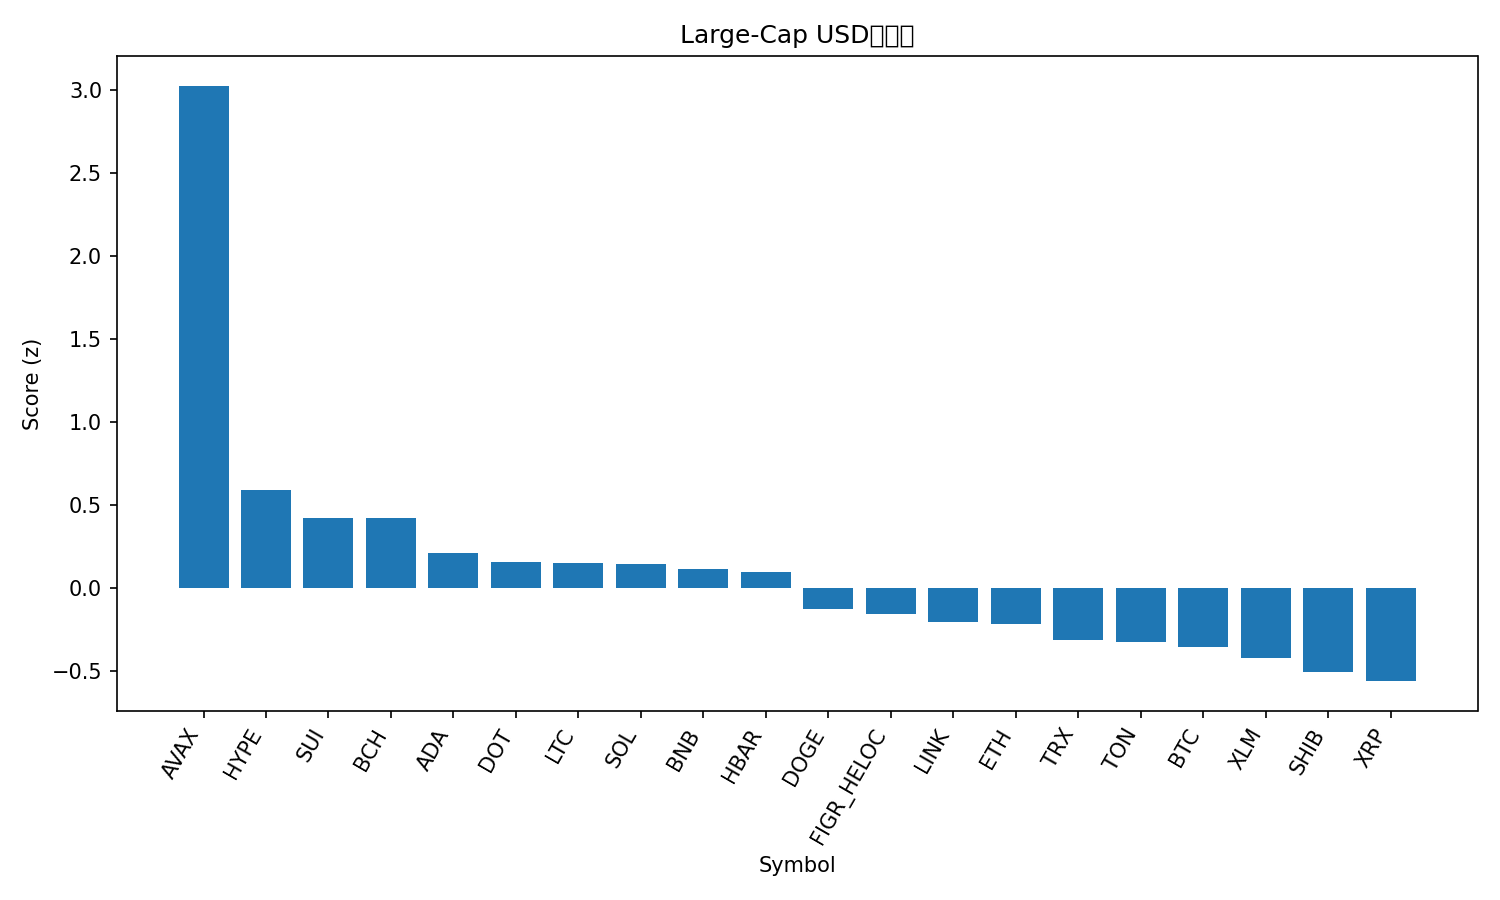 Large-Cap USD
3.0
2.5
2.0
1.5
1.0
0.5
0.0
−0.5
Score (z)
AVAX
HYPE
SUI
BCH
ADA
DOT
LTC
SOL
BNB
HBAR
DOGE
FIGR_HELOC
LINK
ETH
TRX
TON
BTC
XLM
SHIB
XRP
Symbol